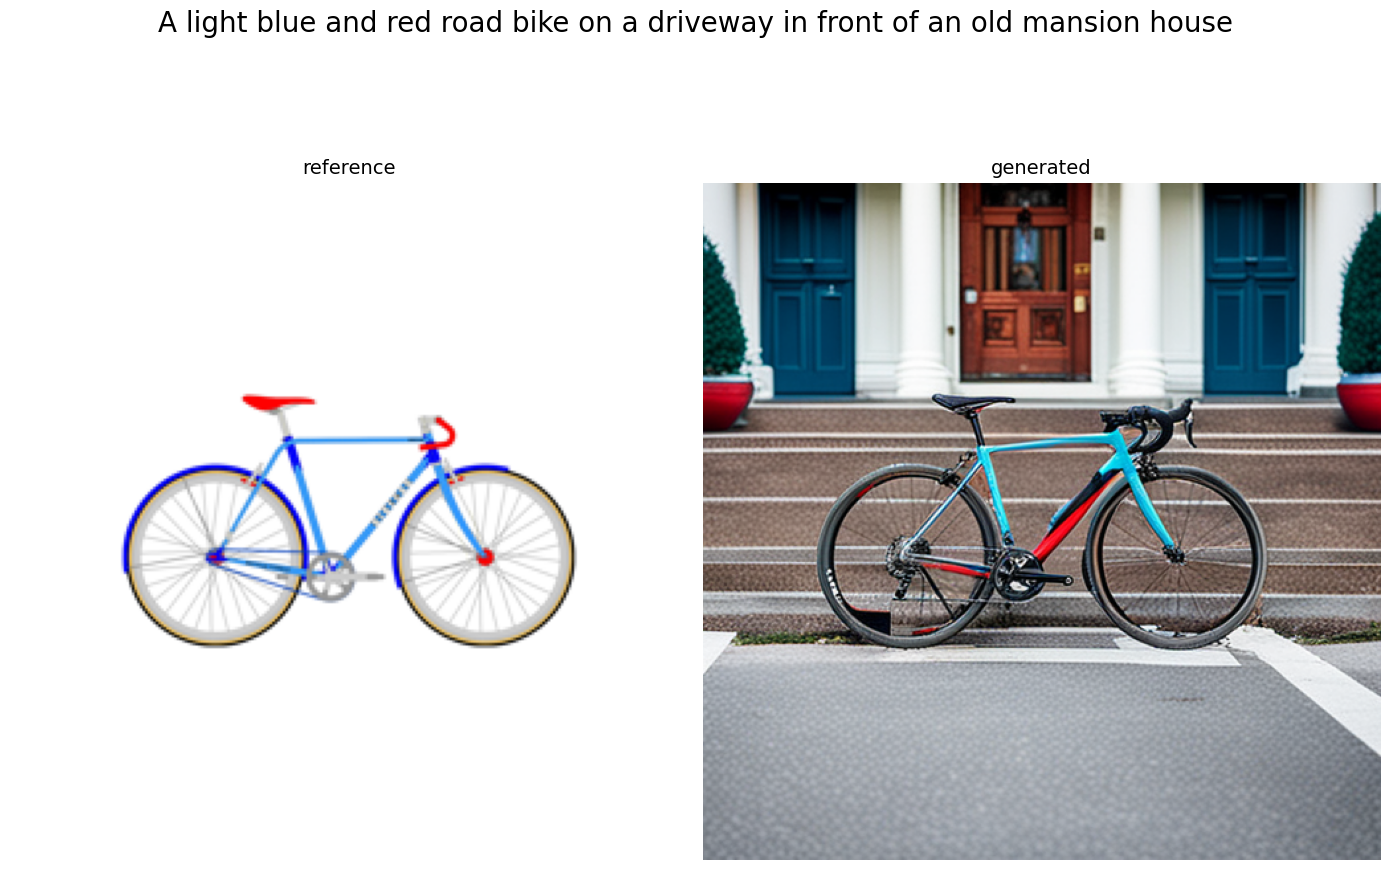 A light blue and red road bike on a driveway in front of an old mansion house
reference
generated